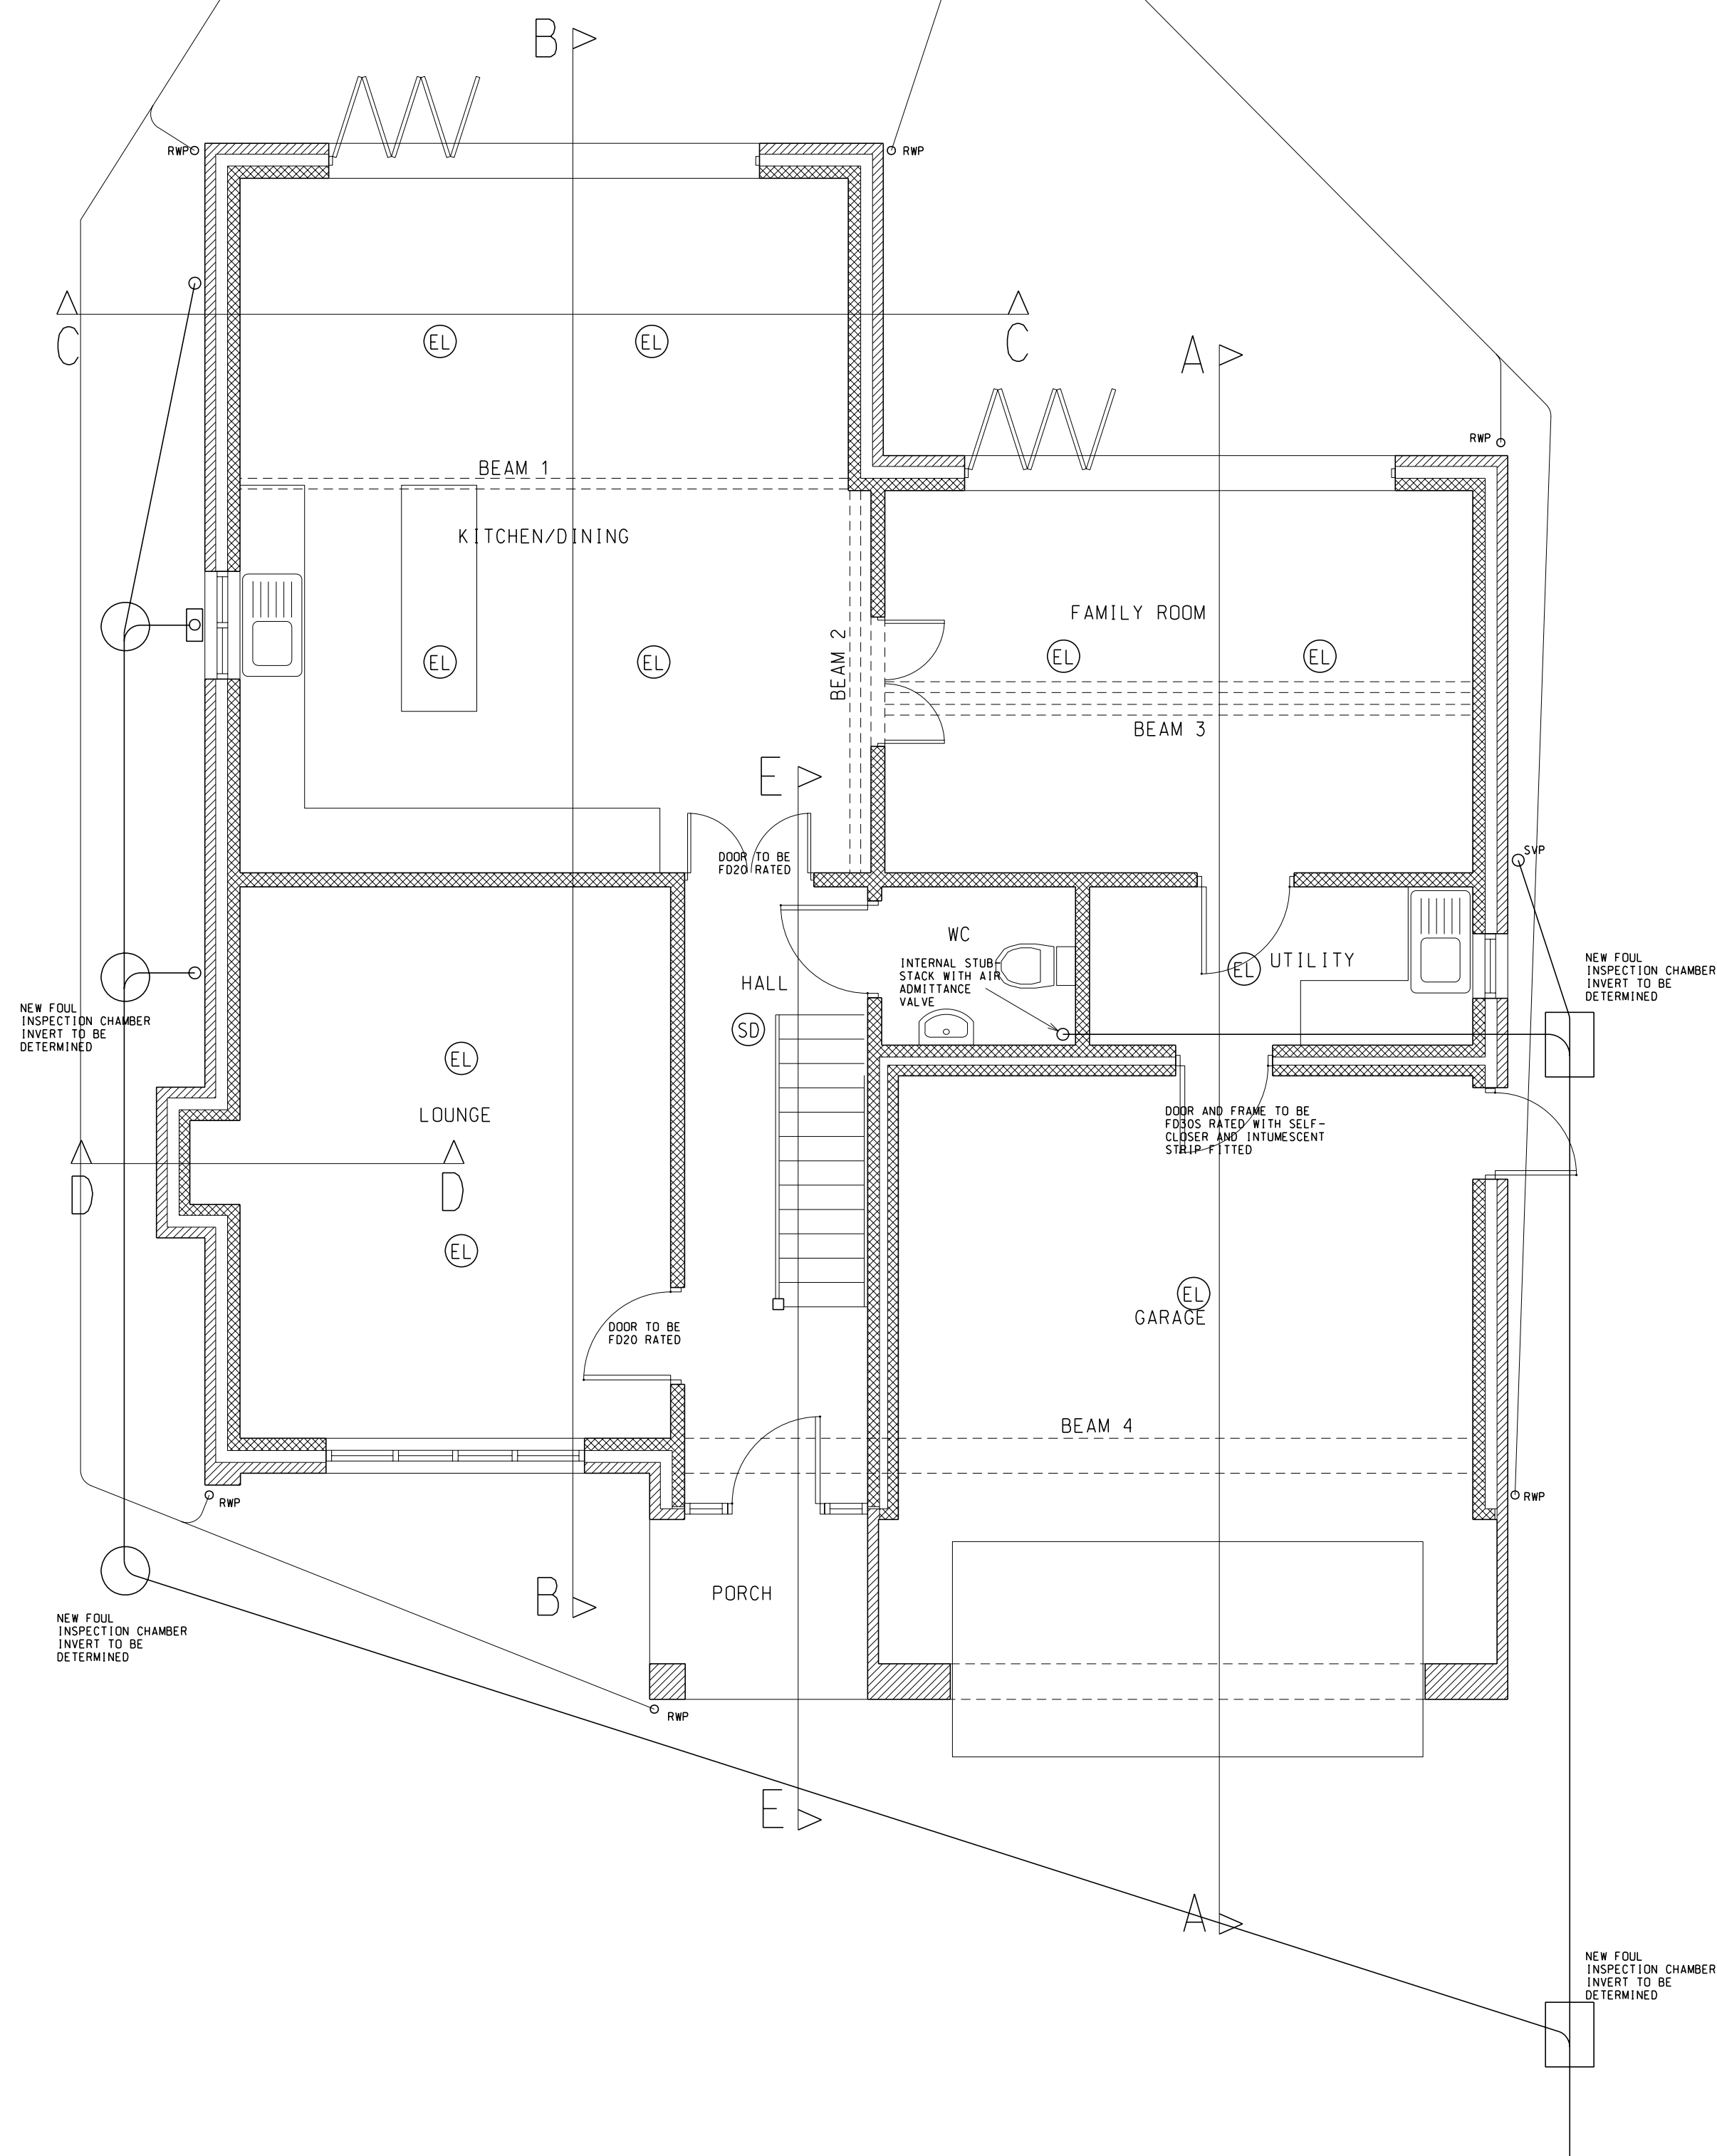 B
RWP
RWP
C
C
A
EL
EL
RWP
BEAM 1
KITCHEN/DINING
FAMILY ROOM
BEAM 2
EL
EL
EL
EL
BEAM 3
E
DOOR TO BE
FD20 RATED
SVP
WC
INTERNAL STUB-
STACK WITH AIR
ADMITTANCE
VALVE
HALL
EL
UTILITY
NEW FOUL
INSPECTION CHAMBER
INVERT TO BE
DETERMINED
NEW FOUL
INSPECTION CHAMBER
INVERT TO BE
DETERMINED
SD
EL
LOUNGE
DOOR AND FRAME TO BE
FD30S RATED WITH SELF-
CLOSER AND INTUMESCENT
STRIP FITTED
D
D
EL
EL
GARAGE
DOOR TO BE
FD20 RATED
BEAM 4
RWP
RWP
B
PORCH
NEW FOUL
INSPECTION CHAMBER
INVERT TO BE
DETERMINED
RWP
E
A
NEW FOUL
INSPECTION CHAMBER
INVERT TO BE
DETERMINED